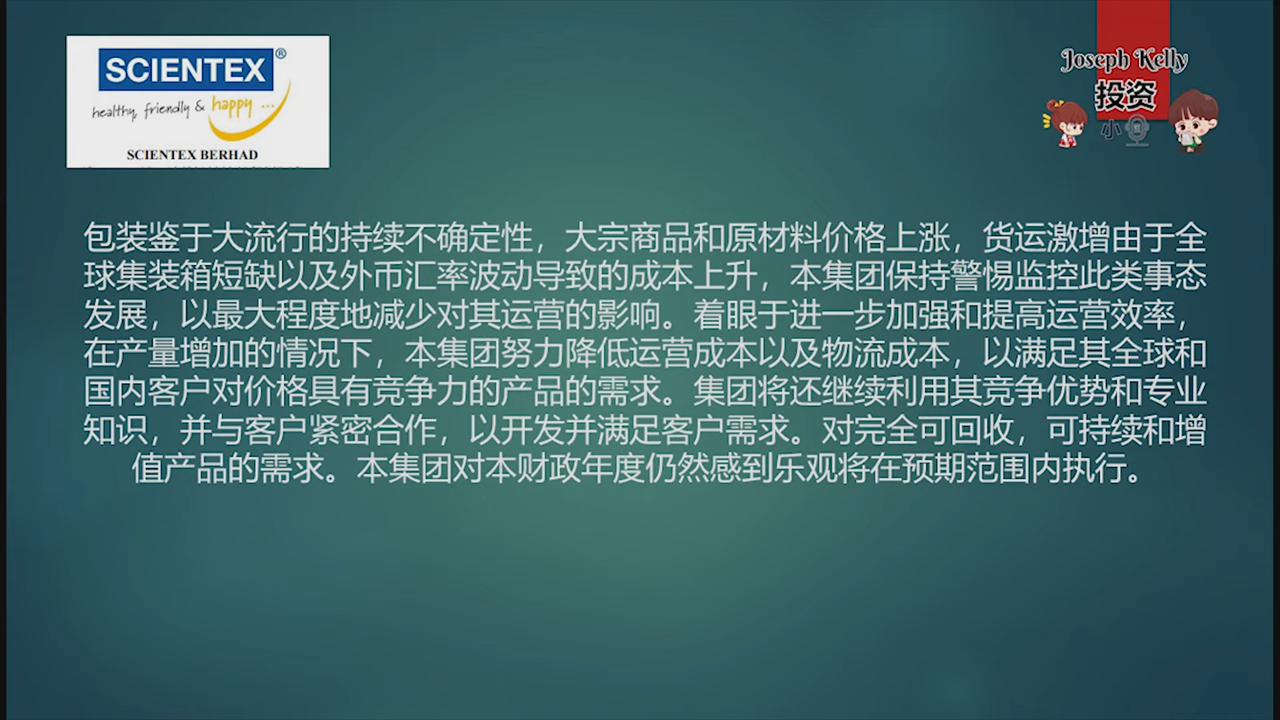 SCIENTEX®
healthy, friendly & happy ...
SCIENTEX BERHAD
Joseph Kelly
投资
小
包装鉴于大流行的持续不确定性，大宗商品和原材料价格上涨，货运激增由于全
球集装箱短缺以及外币汇率波动导致的成本上升，本集团保持警惕监控此类事态
发展，以最大程度地减少对其运营的影响。着眼于进一步加强和提高运营效率，
在产量增加的情况下，本集团努力降低运营成本以及物流成本，以满足其全球和
国内客户对价格具有竞争力的产品的需求。集团将还继续利用其竞争优势和专业
知识，并与客户紧密合作，以开发并满足客户需求。对完全可回收，可持续和增
值产品的需求。本集团对本财政年度仍然感到乐观将在预期范围内执行。